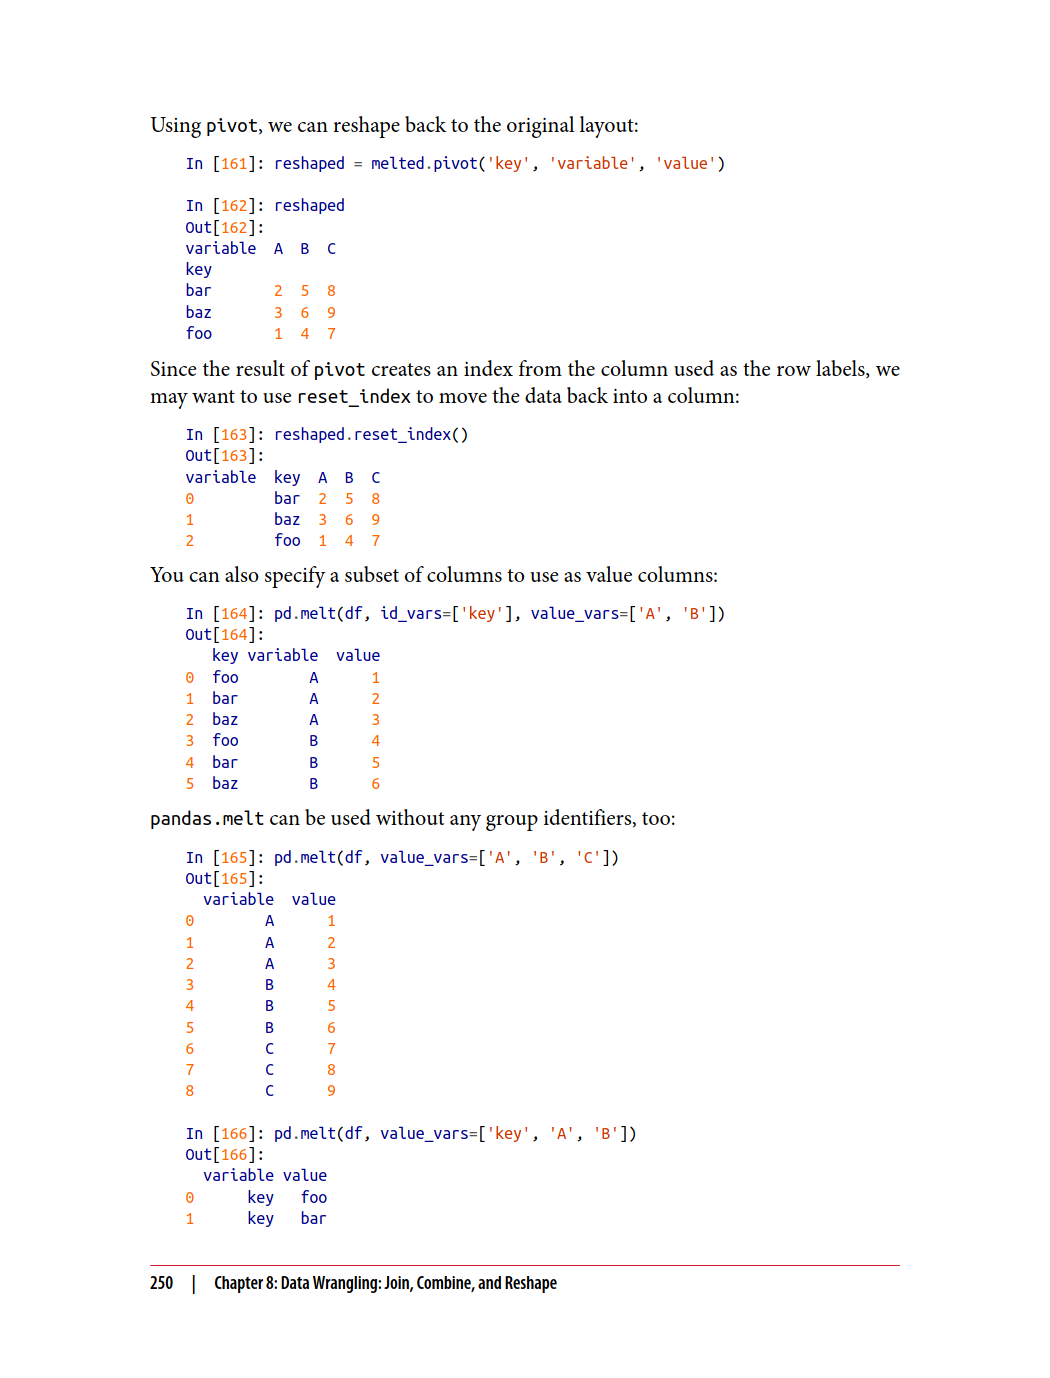 Using pivot, we can reshape back to the original layout:
In [161]: reshaped = melted.pivot('key', 'variable', 'value')
In [162]: reshaped
Out[162]:
variable  A  B  C
key
bar       2  5  8
baz       3  6  9
foo       1  4  7
Since the result of pivot creates an index from the column used as the row labels, we
may want to use reset_index to move the data back into a column:
In [163]: reshaped.reset_index()
Out[163]:
variable  key  A  B  C
0         bar  2  5  8
1         baz  3  6  9
2         foo  1  4  7
You can also specify a subset of columns to use as value columns:
In [164]: pd.melt(df, id_vars=['key'], value_vars=['A', 'B'])
Out[164]:
   key variable  value
0  foo        A      1
1  bar        A      2
2  baz        A      3
3  foo        B      4
4  bar        B      5
5  baz        B      6
pandas.melt can be used without any group identifiers, too:
In [165]: pd.melt(df, value_vars=['A', 'B', 'C'])
Out[165]:
  variable  value
0        A      1
1        A      2
2        A      3
3        B      4
4        B      5
5        B      6
6        C      7
7        C      8
8        C      9
In [166]: pd.melt(df, value_vars=['key', 'A', 'B'])
Out[166]:
  variable value
0      key   foo
1      key   bar
250 | Chapter 8: Data Wrangling: Join, Combine, and Reshape